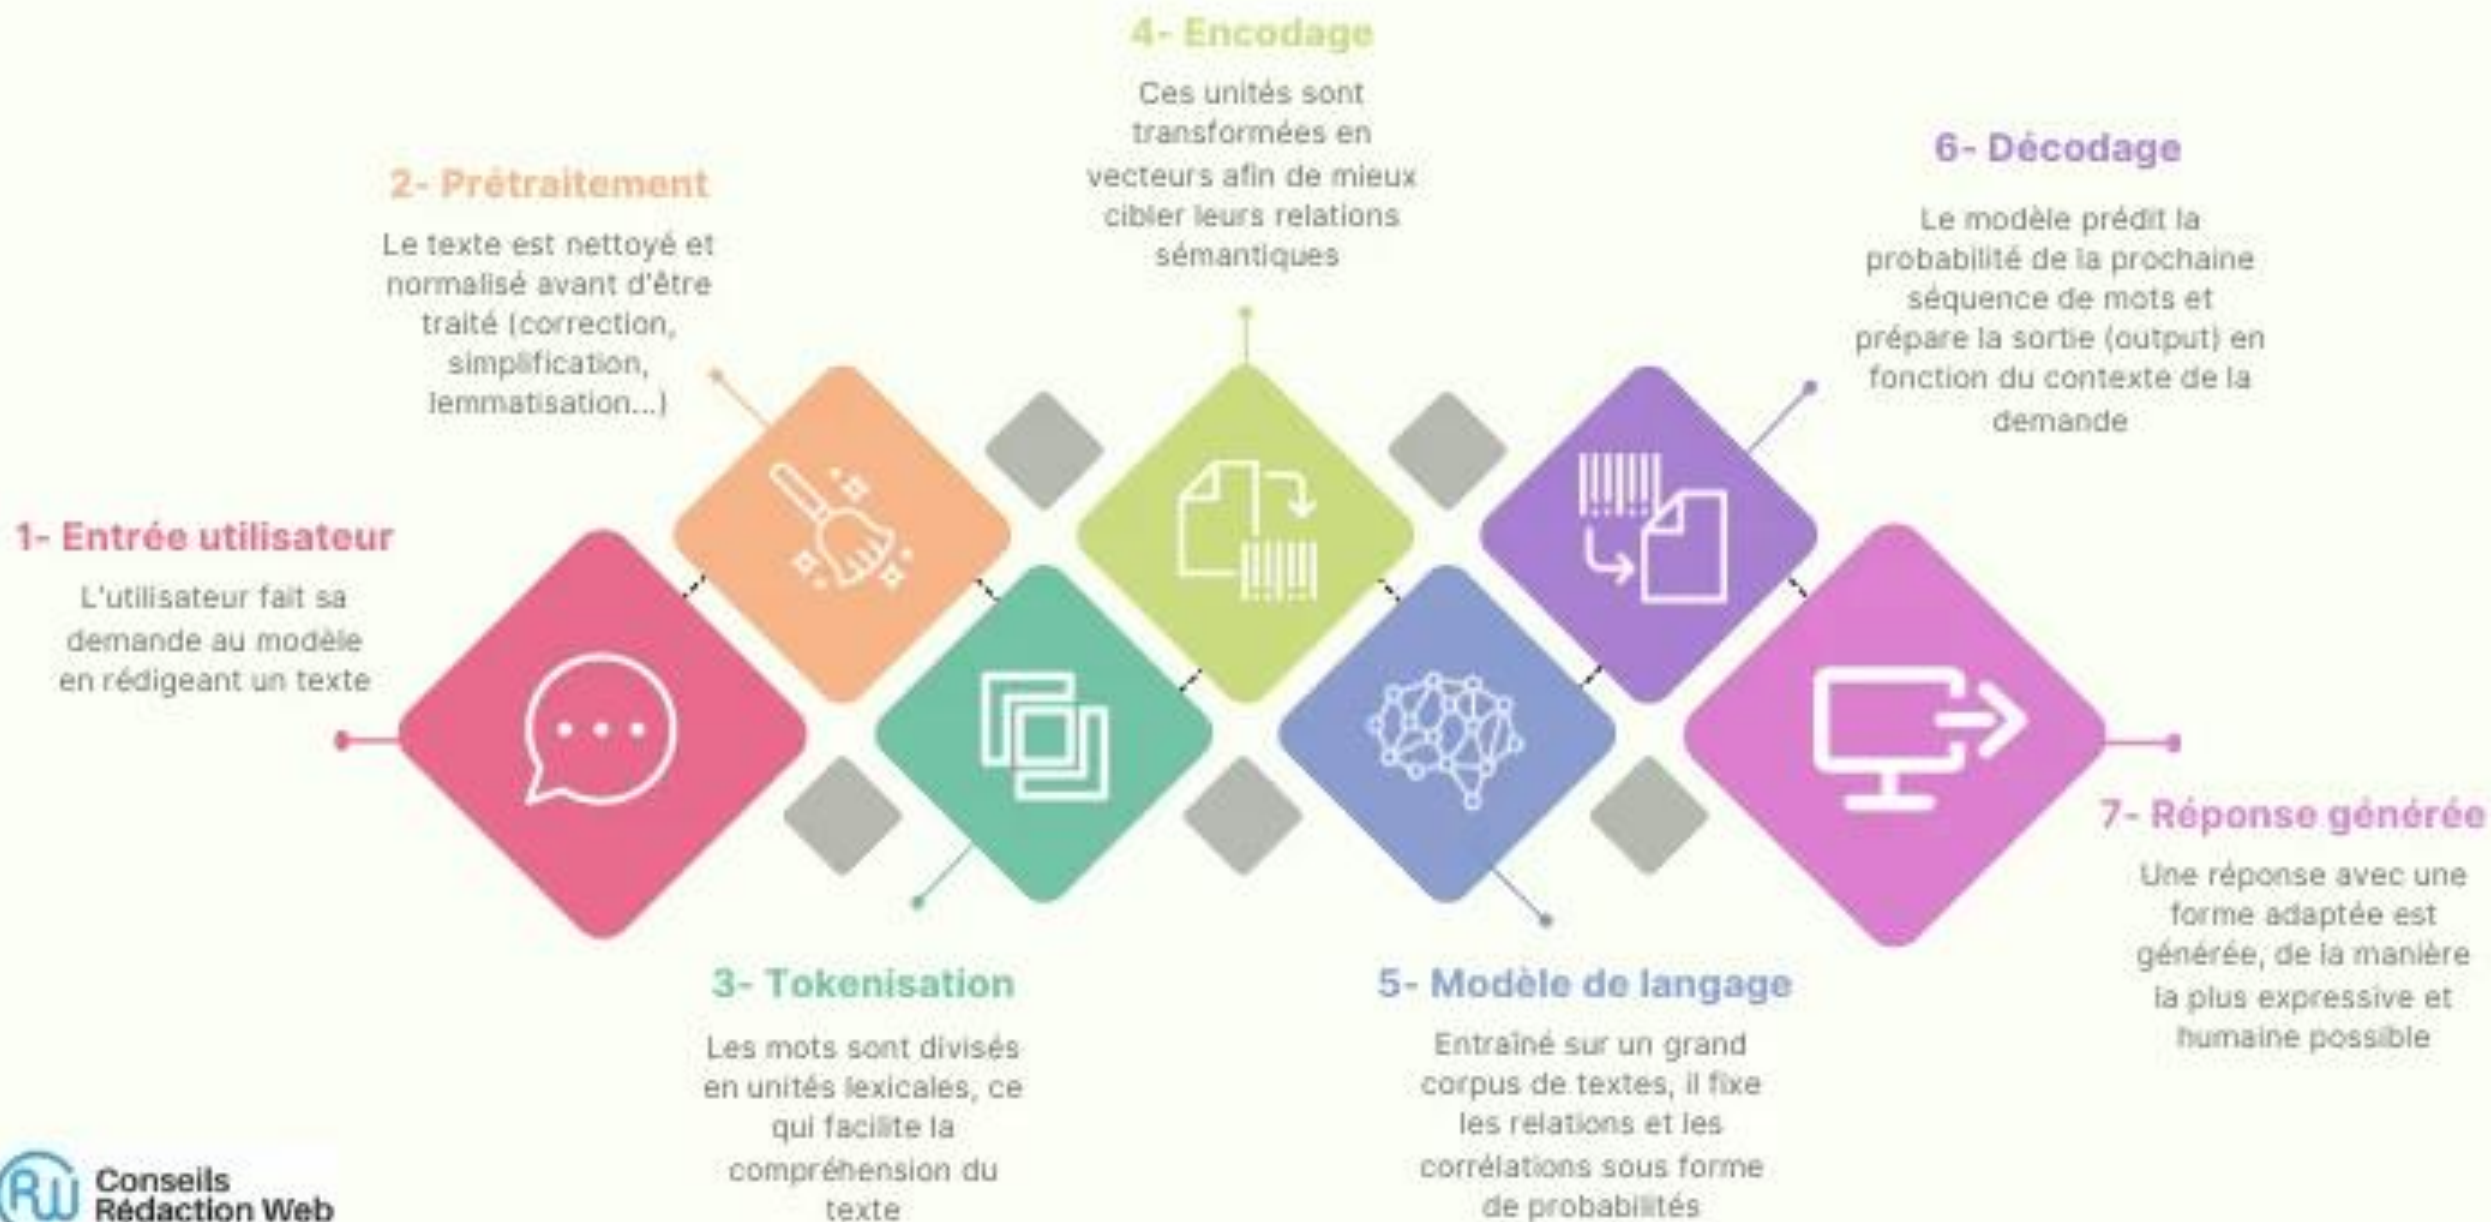 1- Entrée utilisateur
L'utilisateur fait sa
demande au modèle
en rédigeant un texte
2- Prétraitement
Le texte est nettoyé et
normalisé avant d'être
traité (correction,
simplification,
lemmatisation...)
3- Tokenisation
Les mots sont divisés
en unités lexicales, ce
qui facilite la
compréhension du
texte
4- Encodage
Ces unités sont
transformées en
vecteurs afin de mieux
cibler leurs relations
sémantiques
5- Modèle de langage
Entraîné sur un grand
corpus de textes, il fixe
les relations et les
corrélations sous forme
de probabilités
6- Décodage
Le modèle prédit la
probabilité de la prochaine
séquence de mots et
prépare la sortie (output) en
fonction du contexte de la
demande
7- Réponse générée
Une réponse avec une
forme adaptée est
générée, de la manière
la plus expressive et
humaine possible
RW
Conseils
Rédaction Web